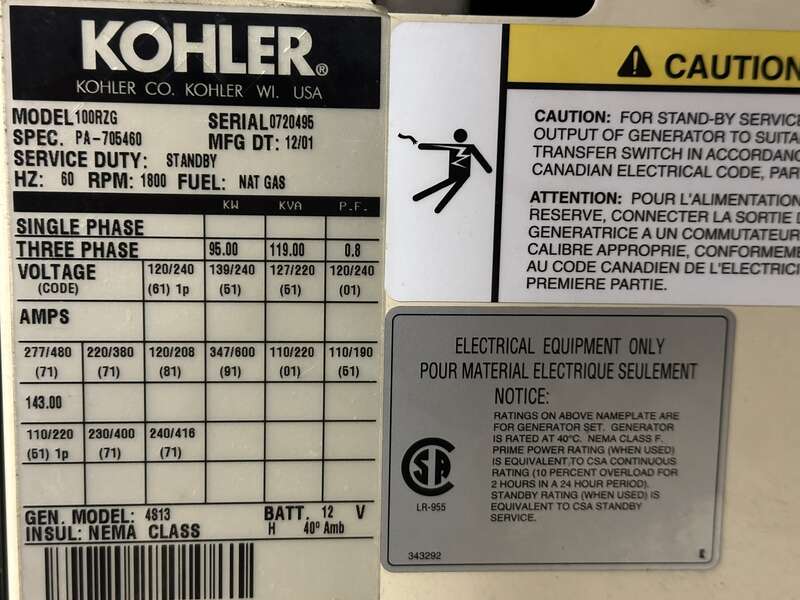 KOHLER®
KOHLER CO. KOHLER WI. USA
MODEL 100RZG SERIAL 0720495
SPEC. PA-705460 MFG DT: 12/01
SERVICE DUTY: STANDBY
HZ: 60 RPM: 1800 FUEL: NAT GAS
KW KVA P.F.
SINGLE PHASE
THREE PHASE 95.00 119.00 0.8
VOLTAGE 120/240 139/240 127/220 120/240
(CODE) (61) 1p (51) (51) (01)
AMPS
277/480 220/380 120/208 347/600 110/220 110/190
(71) (71) (81) (91) (01) (51)
143.00
110/220 230/400 240/416
(51) 1p (71) (71)
GEN. MODEL: 4S13 BATT. 12 V
INSUL: NEMA CLASS H 40° Amb
CAUTION
CAUTION: FOR STAND-BY SERVICE
OUTPUT OF GENERATOR TO SUITA
TRANSFER SWITCH IN ACCORDANC
CANADIAN ELECTRICAL CODE, PAR
ATTENTION: POUR L'ALIMENTATION
RESERVE, CONNECTER LA SORTIE D
GENERATRICE A UN COMMUTATEUR
CALIBRE APPROPRIE, CONFORMEME
AU CODE CANADIEN DE L'ELECTRICI
PREMIERE PARTIE.
ELECTRICAL EQUIPMENT ONLY
POUR MATERIAL ELECTRIQUE SEULEMENT
NOTICE:
RATINGS ON ABOVE NAMEPLATE ARE
FOR GENERATOR SET. GENERATOR
IS RATED AT 40°C. NEMA CLASS F.
PRIME POWER RATING (WHEN USED)
IS EQUIVALENT TO CSA CONTINUOUS
RATING (10 PERCENT OVERLOAD FOR
2 HOURS IN A 24 HOUR PERIOD).
STANDBY RATING (WHEN USED) IS
EQUIVALENT TO CSA STANDBY
SERVICE.
SA
LR-955
343292